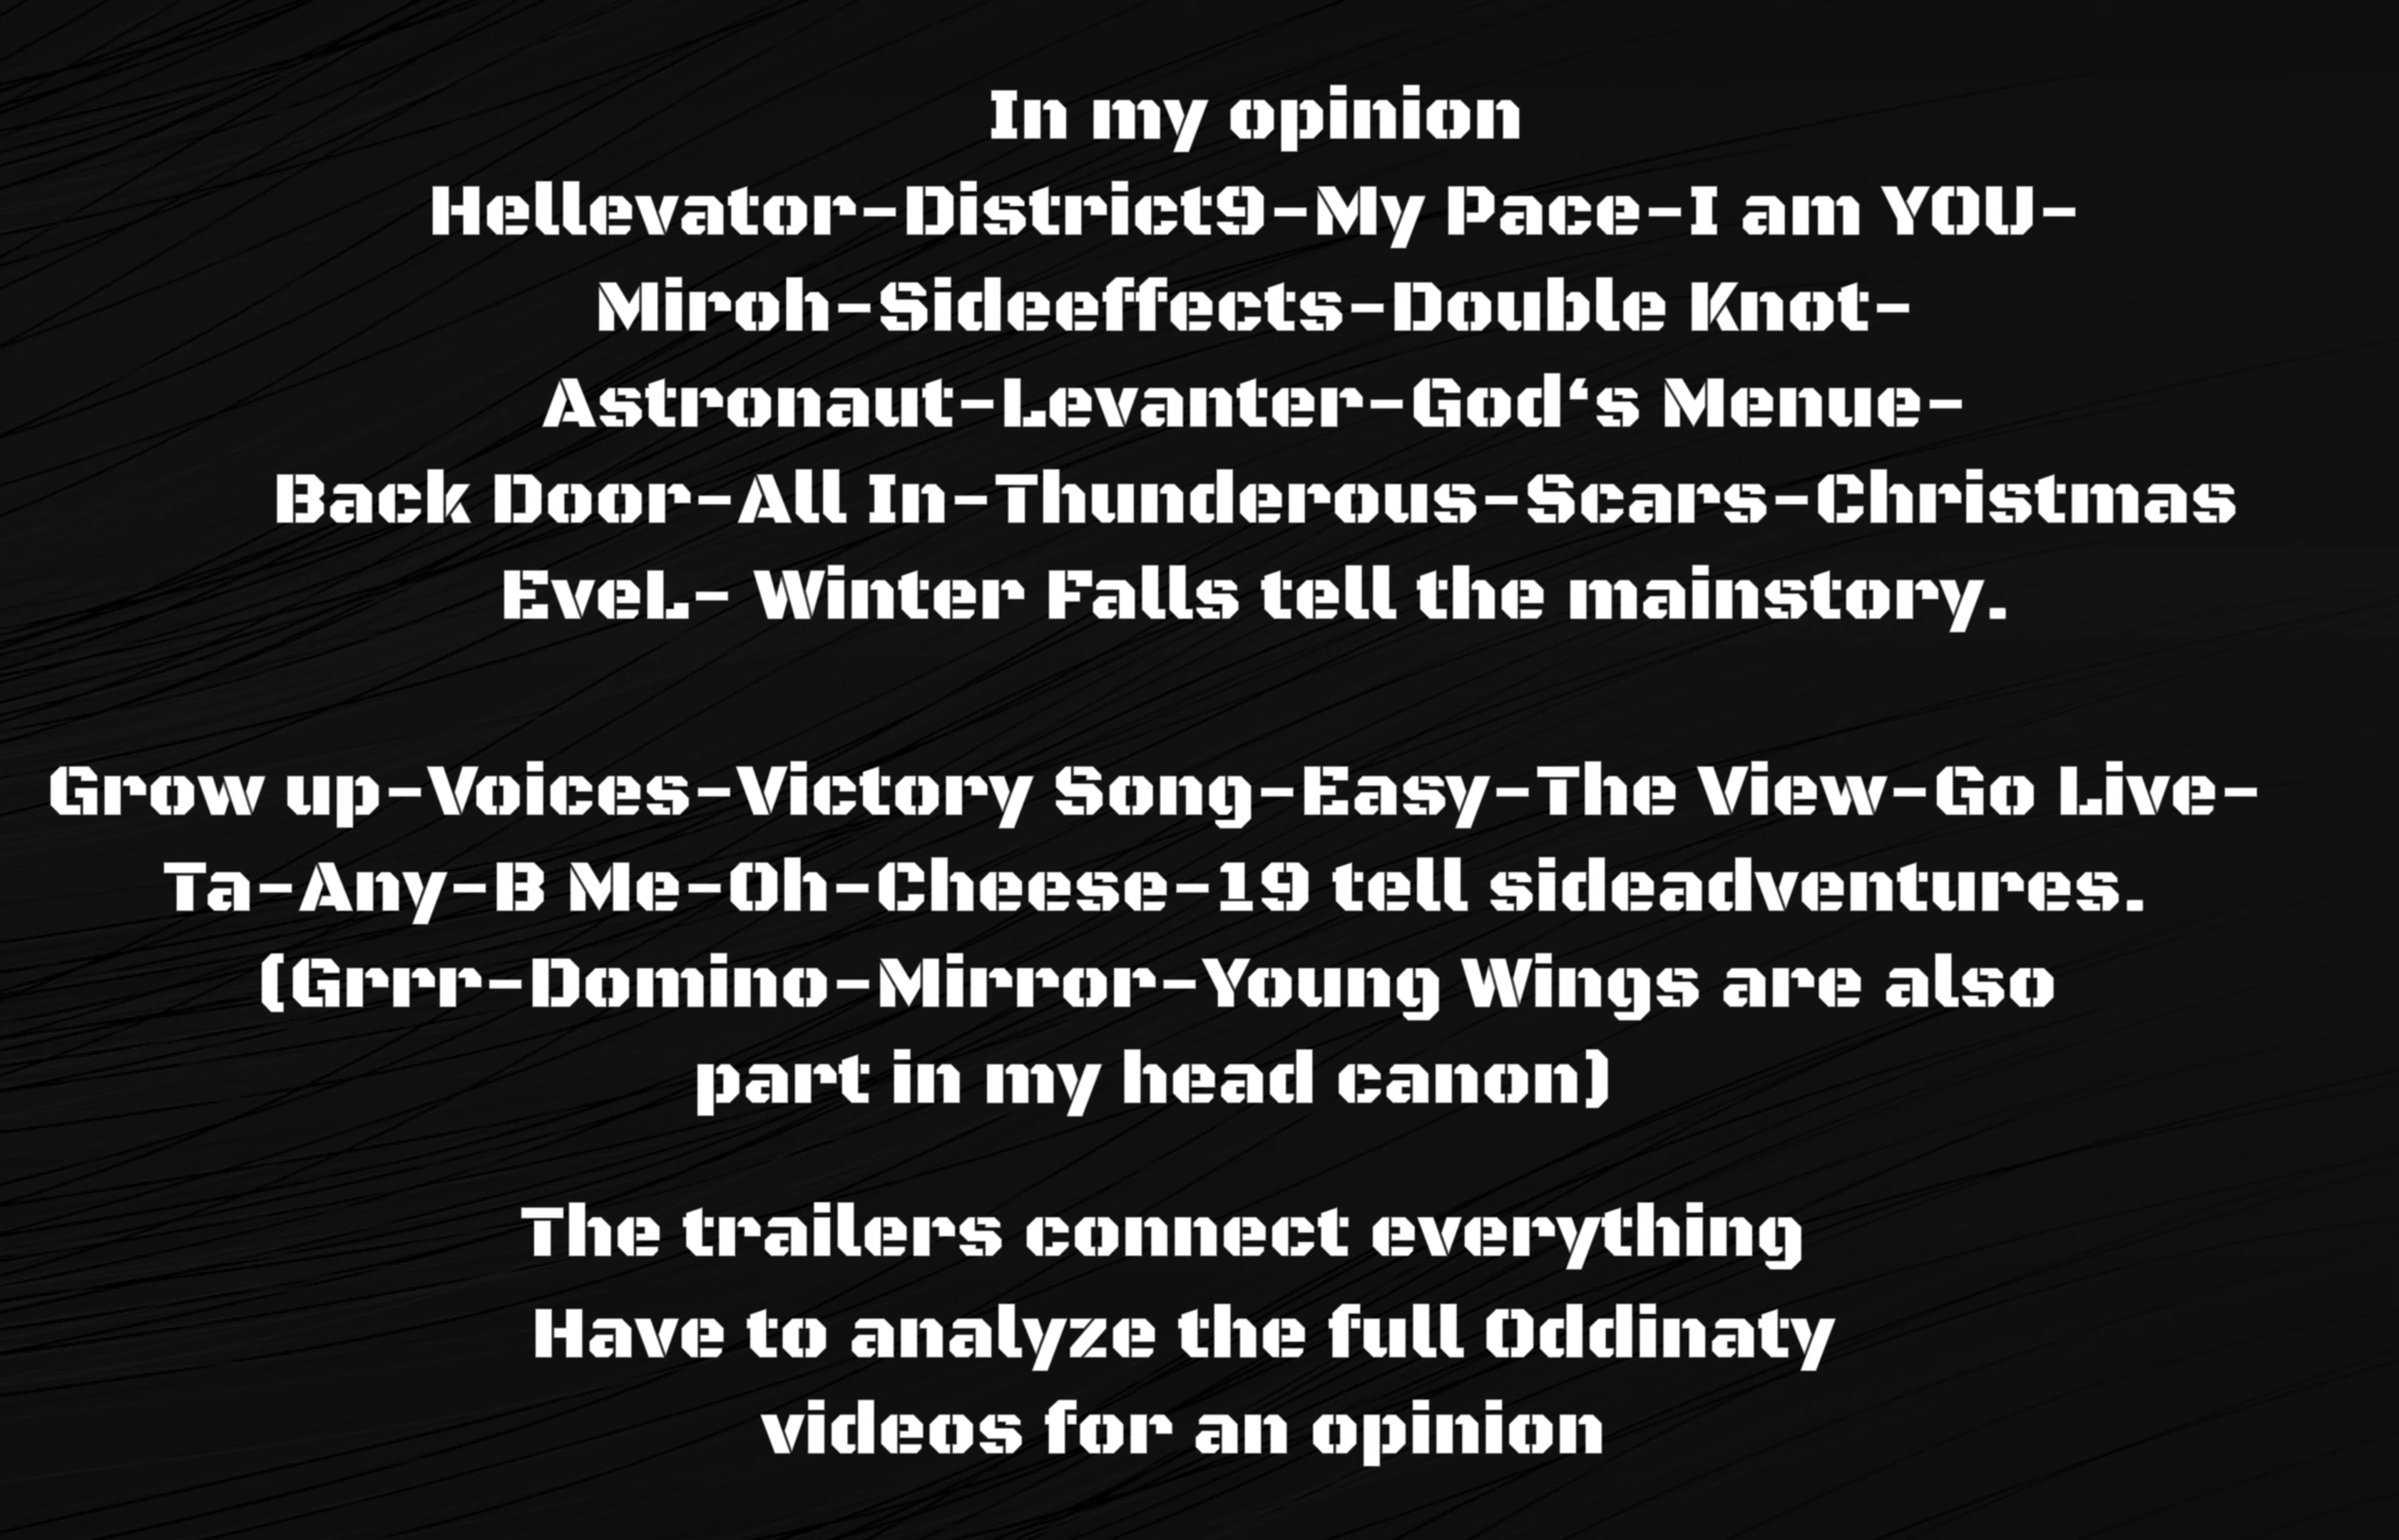 In my opinion
Hellevator-District9-My Pace-I am YOU-
Miroh-Sideeffects-Double Knot-
Astronaut-Levanter-God‘s Menue-
Back Door-All In-Thunderous-Scars-Christmas
EveL- Winter Falls tell the mainstory.
Grow up-Voices-Victory Song-Easy-The View-Go Live-
Ta-Any-B Me-Oh-Cheese-19 tell sideadventures.
(Grrr-Domino-Mirror-Young Wings are also
part in my head canon)
The trailers connect everything
Have to analyze the full Oddinaty
videos for an opinion